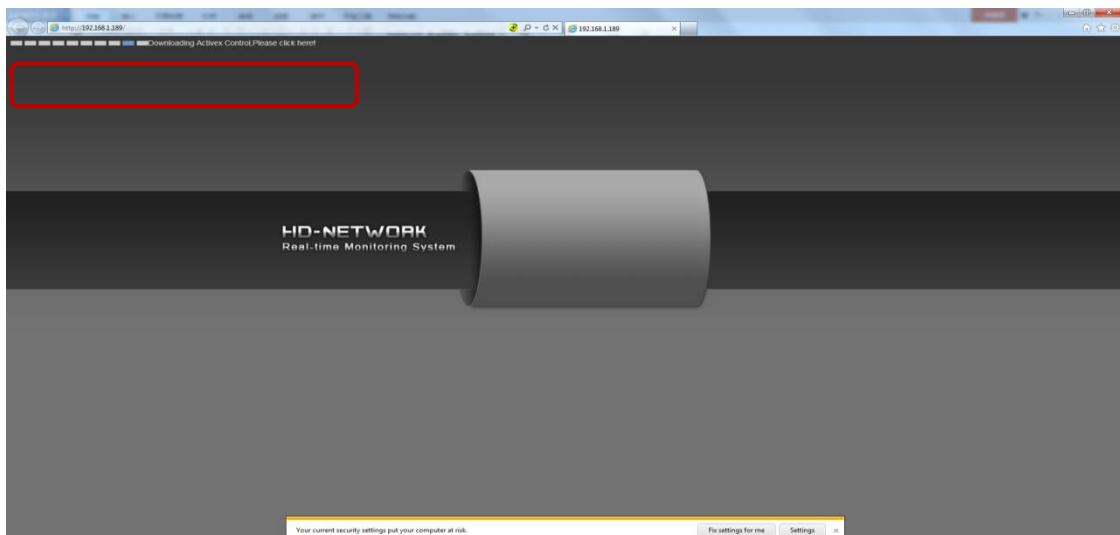 http://192.168.1.189/
192.168.1.189
Downloading Activex Control,Please click here!
HD-NETWORK
Real-time Monitoring System
Your current security settings put your computer at risk.
Fix settings for me
Settings